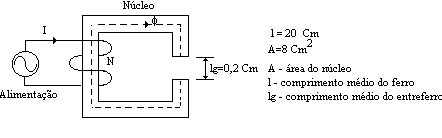 Núcleo
ϕ
I
l = 20 Cm
A=8 Cm2
N
lg=0,2 Cm
A - área do núcleo
l - comprimento médio do ferro
Alimentação
lg - comprimento médio do entreferro